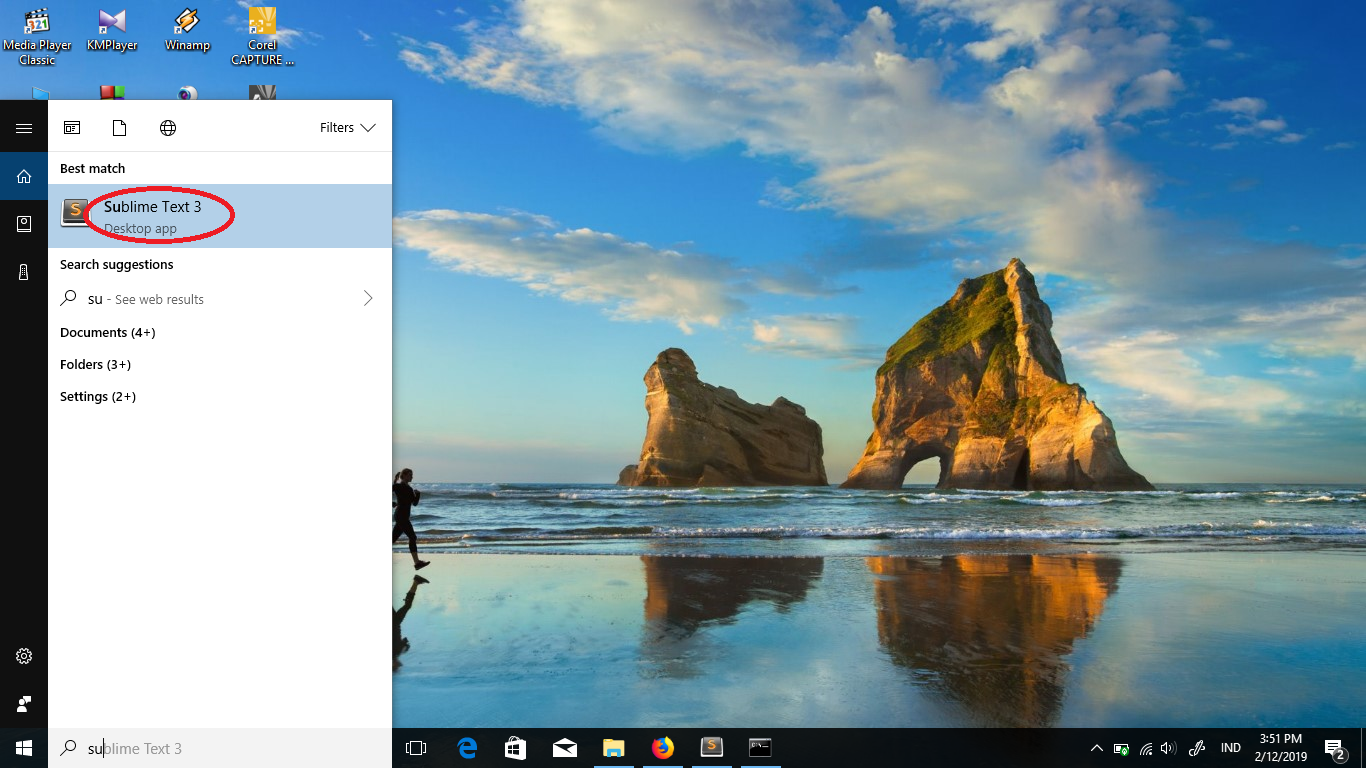 Media Player
Classic
KMPlayer
Winamp
Corel
CAPTURE ...
Filters
Best match
Sublime Text 3
Desktop app
Search suggestions
su - See web results
Documents (4+)
Folders (3+)
Settings (2+)
sublime Text 3
IND
3:51 PM
2/12/2019
2